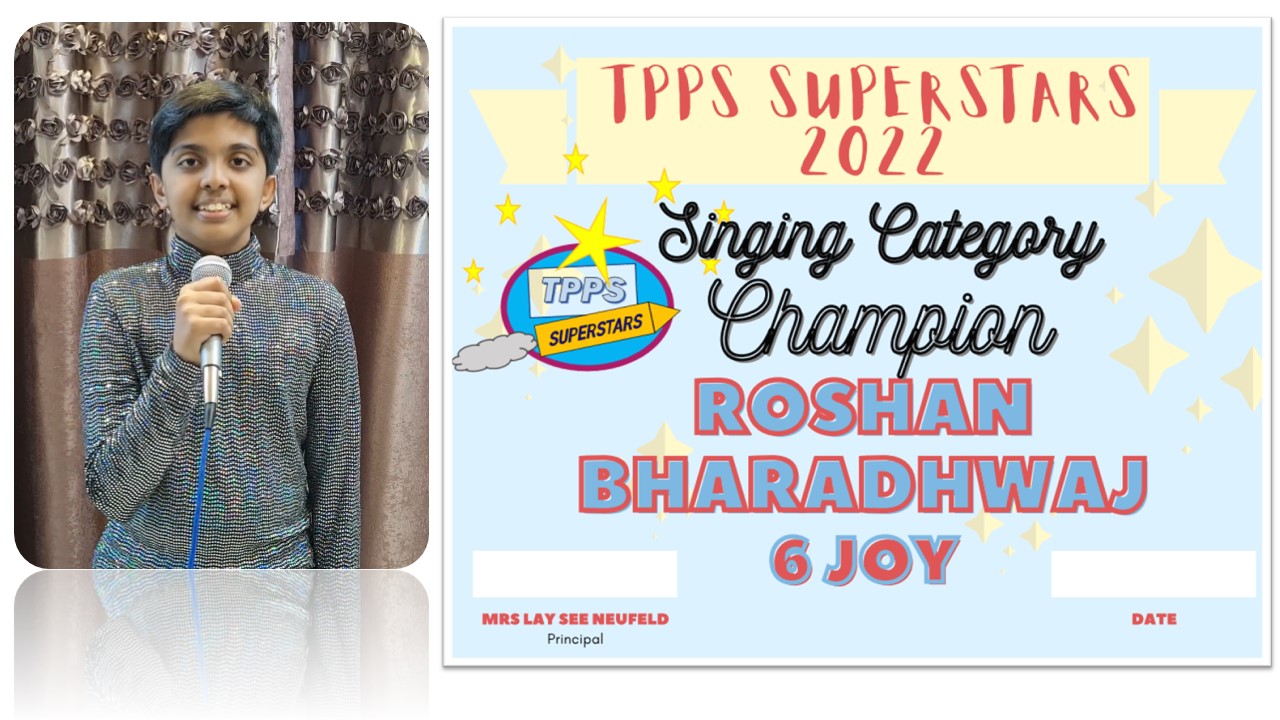 TPPS SUPERSTARS
2022
Singing Category
Champion
TPPS
SUPERSTARS
ROSHAN
BHARADHWAJ
6 JOY
MRS LAY SEE NEUFELD
Principal
DATE